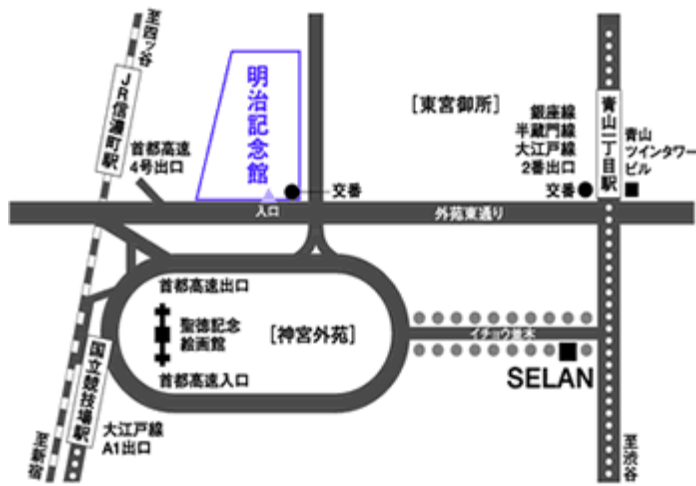 至四ッ谷
JR信濃町駅
首都高速
4号出口
明治記念館
入口
交番
[東宮御所]
銀座線
半蔵門線
大江戸線
2番出口
交番
青山一丁目駅
青山
ツインタワー
ビル
外苑東通り
首都高速出口
聖徳記念
絵画館
[神宮外苑]
首都高速入口
イチョウ並木
SELAN
国立競技場駅
大江戸線
A1出口
至新宿
至渋谷